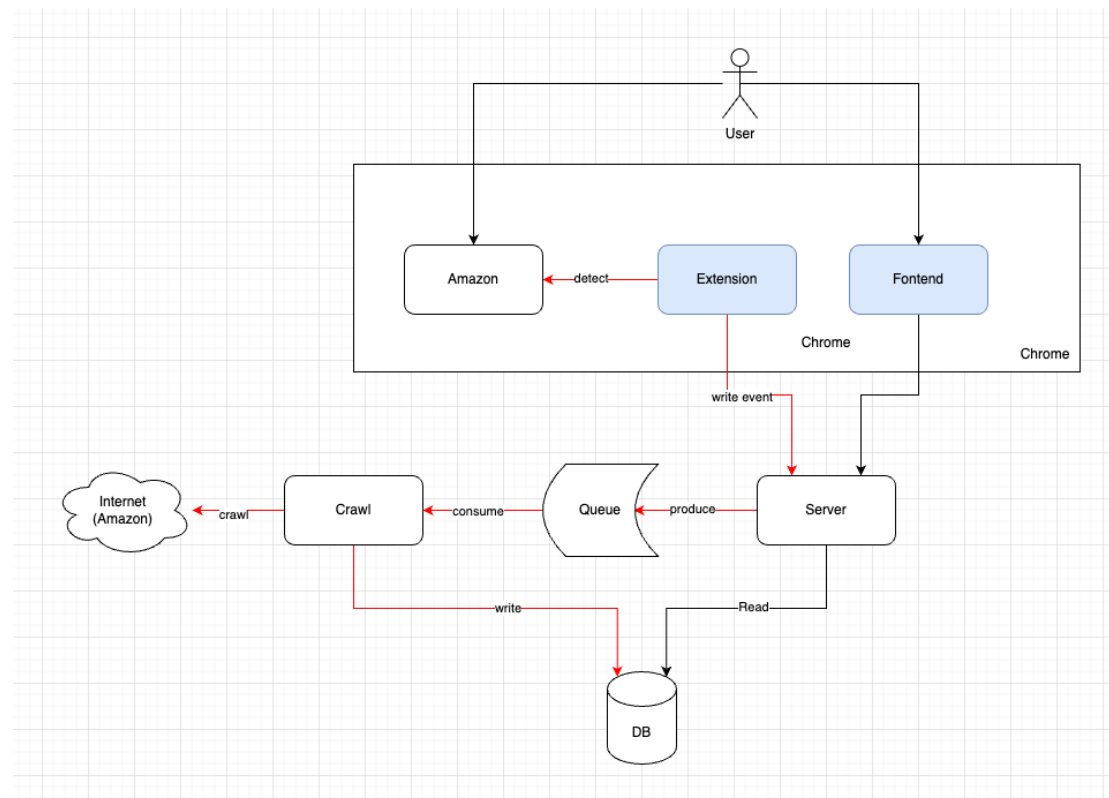 User
Amazon
detect
Extension
Fontend
Chrome
Chrome
write event
Internet
(Amazon)
crawl
Crawl
consume
Queue
produce
Server
write
Read
DB